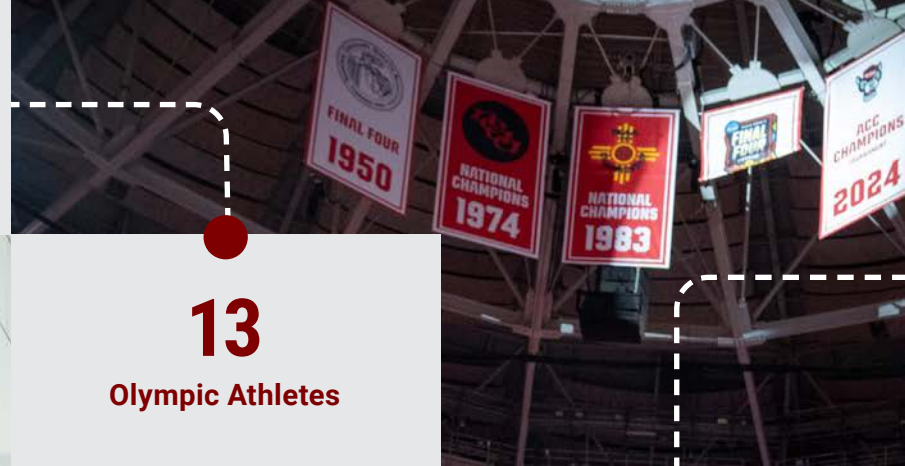 FINAL FOUR
1950
NATIONAL
CHAMPIONS
1974
NATIONAL
CHAMPIONS
1983
FINAL
FOUR
ACC
CHAMPIONS
2024
13
Olympic Athletes